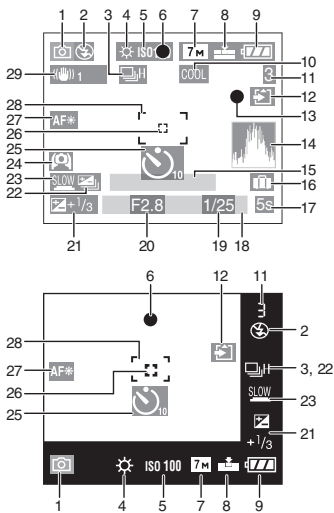 1 2 4 5 6 7 8 9
ISO 7M
29 1 3 H COOL 10
3 11
28 12
27 AF 13
26
25 14
24 10 15
23 SLOW 16
22
+1/3 F2.8 1/25 5s 17
21 20 19 18
6 12 11
3
28 2
27 AF H 3, 22
26 SLOW 23
25 10
21
+1/3
ISO 100 7M
1 4 5 7 8 9